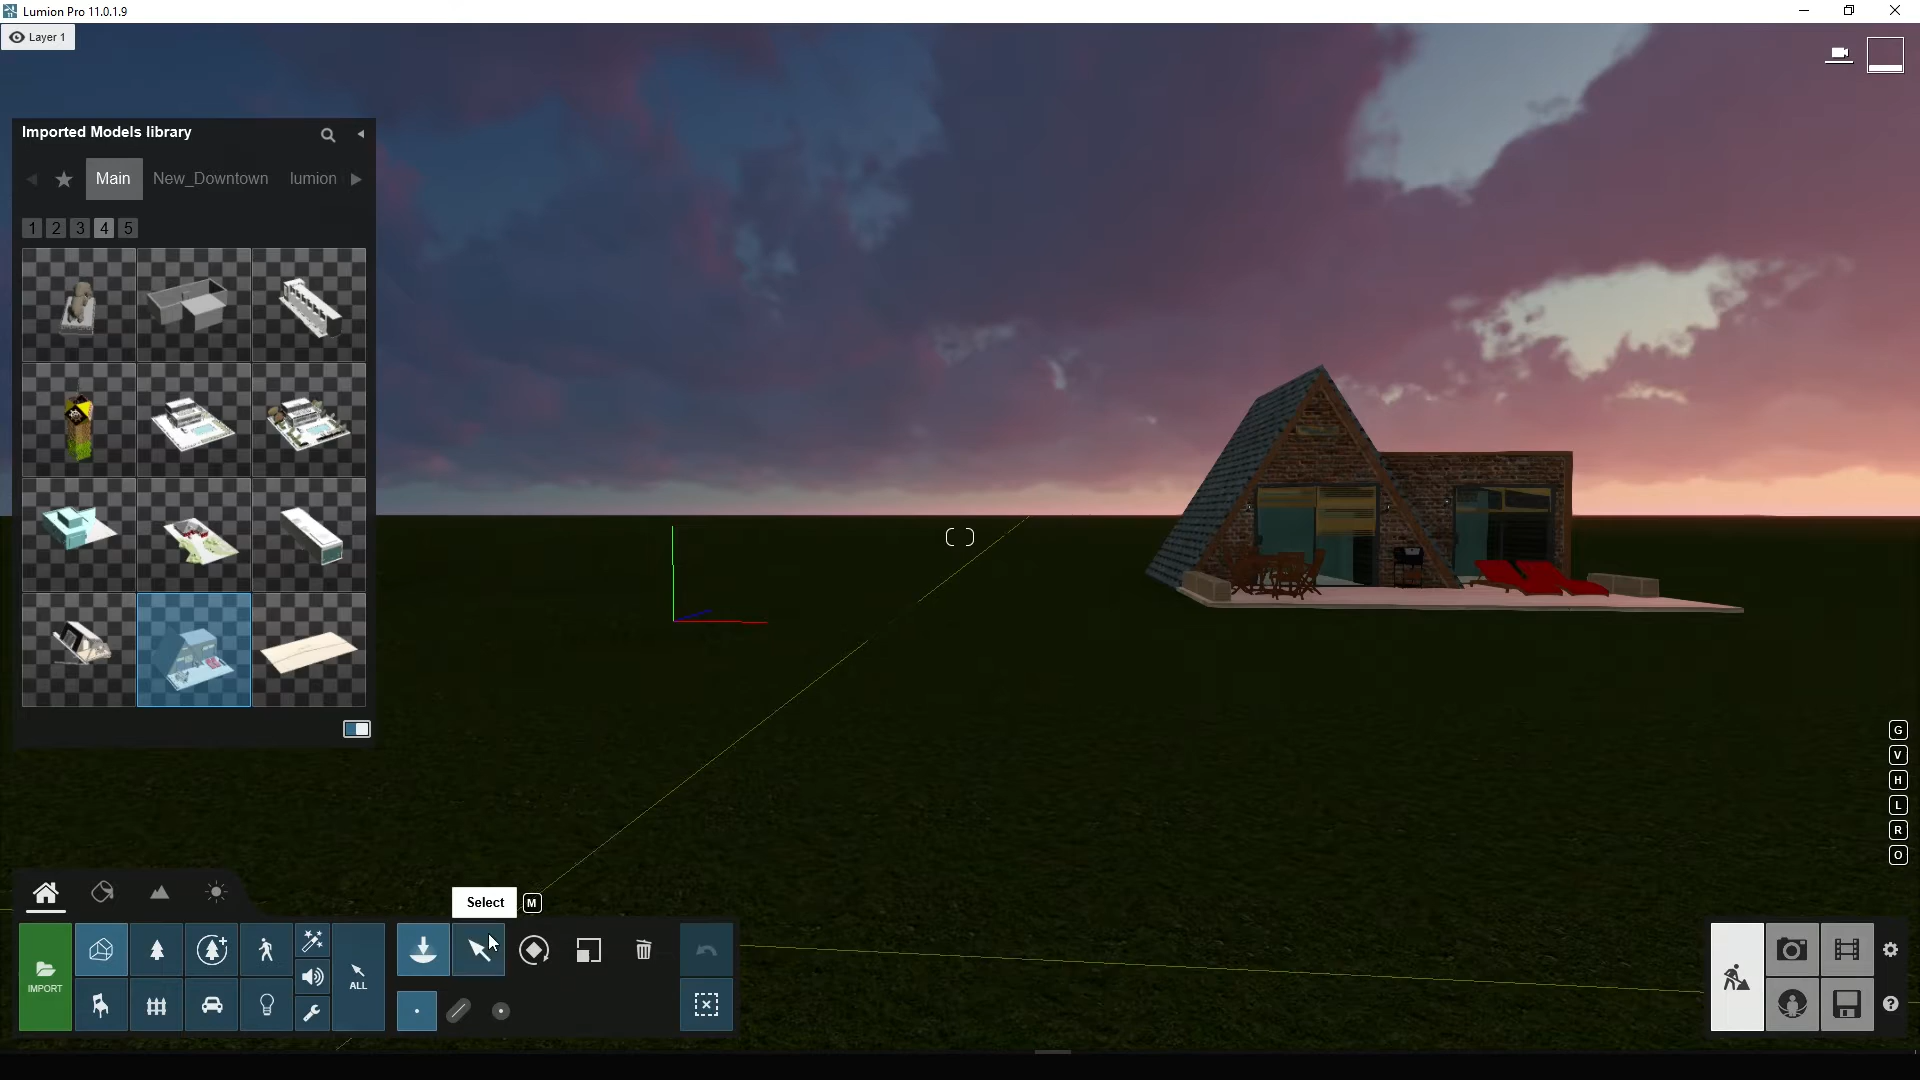 Lumion Pro 11.0.1.9
Layer 1
Imported Models library
Main New_Downtown lumion
1 2 3 4 5
G
V
H
L
R
O
Select M
IMPORT
ALL
?